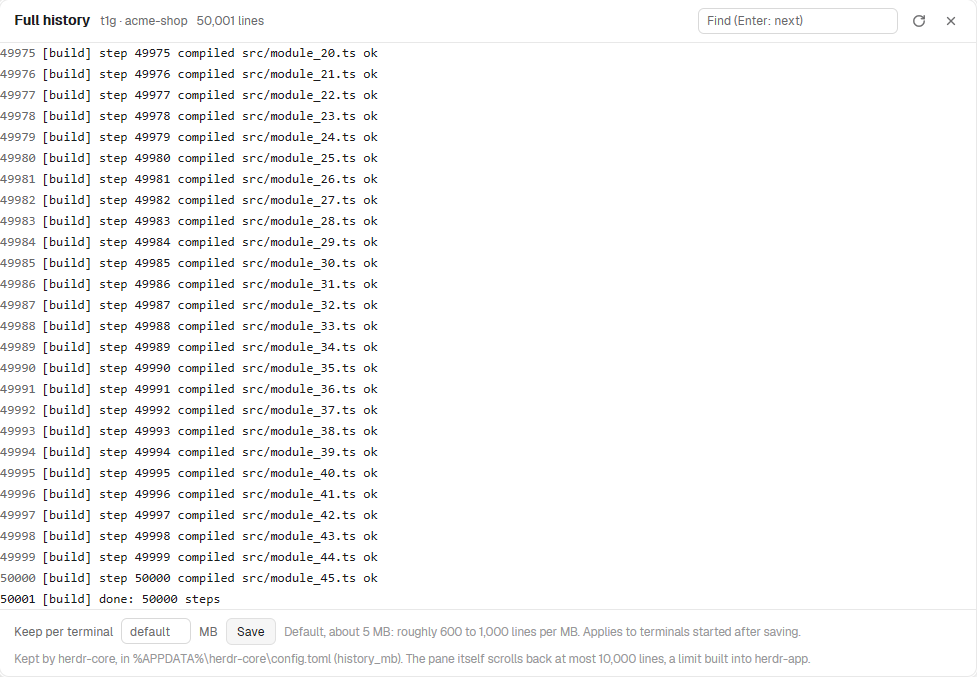 Full history t1g · acme-shop 50,001 lines Find (Enter: next)
49975 [build] step 49975 compiled src/module_20.ts ok
49976 [build] step 49976 compiled src/module_21.ts ok
49977 [build] step 49977 compiled src/module_22.ts ok
49978 [build] step 49978 compiled src/module_23.ts ok
49979 [build] step 49979 compiled src/module_24.ts ok
49980 [build] step 49980 compiled src/module_25.ts ok
49981 [build] step 49981 compiled src/module_26.ts ok
49982 [build] step 49982 compiled src/module_27.ts ok
49983 [build] step 49983 compiled src/module_28.ts ok
49984 [build] step 49984 compiled src/module_29.ts ok
49985 [build] step 49985 compiled src/module_30.ts ok
49986 [build] step 49986 compiled src/module_31.ts ok
49987 [build] step 49987 compiled src/module_32.ts ok
49988 [build] step 49988 compiled src/module_33.ts ok
49989 [build] step 49989 compiled src/module_34.ts ok
49990 [build] step 49990 compiled src/module_35.ts ok
49991 [build] step 49991 compiled src/module_36.ts ok
49992 [build] step 49992 compiled src/module_37.ts ok
49993 [build] step 49993 compiled src/module_38.ts ok
49994 [build] step 49994 compiled src/module_39.ts ok
49995 [build] step 49995 compiled src/module_40.ts ok
49996 [build] step 49996 compiled src/module_41.ts ok
49997 [build] step 49997 compiled src/module_42.ts ok
49998 [build] step 49998 compiled src/module_43.ts ok
49999 [build] step 49999 compiled src/module_44.ts ok
50000 [build] step 50000 compiled src/module_45.ts ok
50001 [build] done: 50000 steps
Keep per terminal default MB Save Default, about 5 MB: roughly 600 to 1,000 lines per MB. Applies to terminals started after saving.
Kept by herdr-core, in %APPDATA%\herdr-core\config.toml (history_mb). The pane itself scrolls back at most 10,000 lines, a limit built into herdr-app.